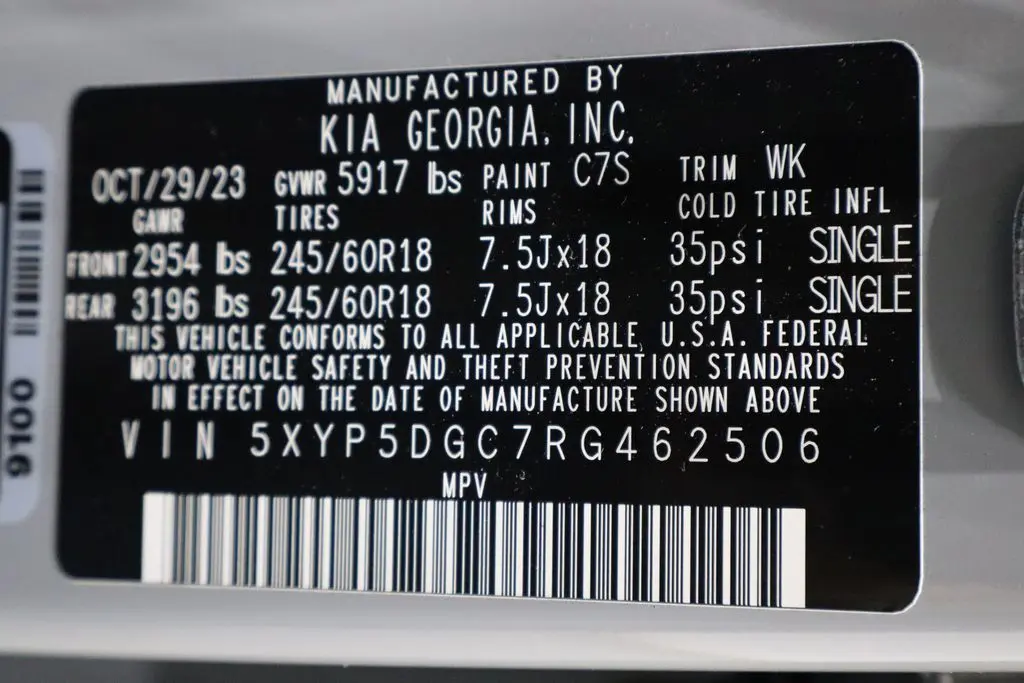 MANUFACTURED BY
KIA GEORGIA, INC.
OCT/29/23 GVWR 5917 lbs PAINT C7S TRIM WK
GAWR TIRES RIMS COLD TIRE INFL
FRONT 2954 lbs 245/60R18 7.5Jx18 35psi SINGLE
REAR 3196 lbs 245/60R18 7.5Jx18 35psi SINGLE
THIS VEHICLE CONFORMS TO ALL APPLICABLE U.S.A. FEDERAL
MOTOR VEHICLE SAFETY AND THEFT PREVENTION STANDARDS
IN EFFECT ON THE DATE OF MANUFACTURE SHOWN ABOVE
VIN 5XYP5DGC7RG462506
MPV
9100